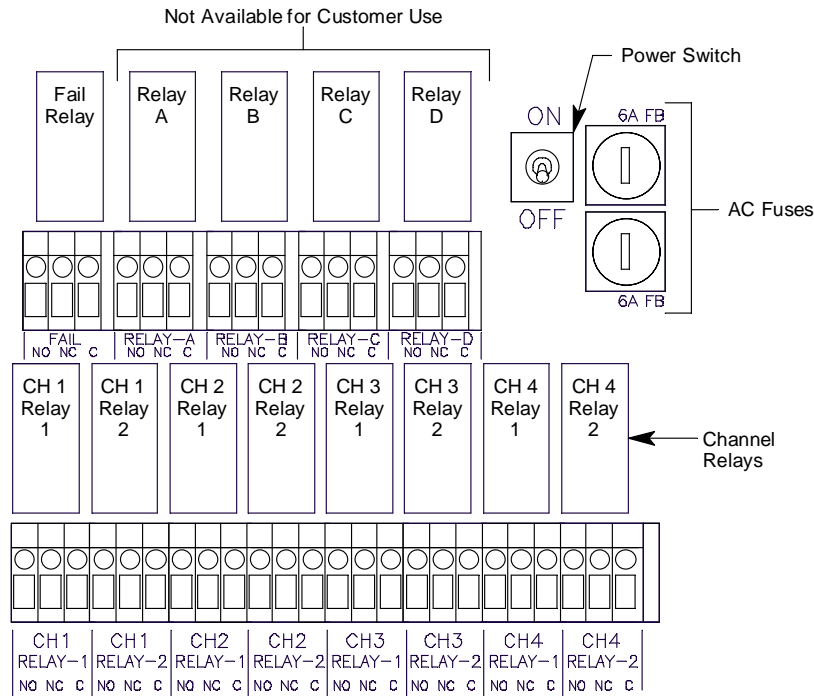 Not Available for Customer Use
Power Switch
Fail
Relay
Relay
A
Relay
B
Relay
C
Relay
D
ON
OFF
6A FB
6A FB
AC Fuses
FAIL
NO NC C
RELAY-A
NO NC C
RELAY-B
NO NC C
RELAY-C
NO NC C
RELAY-D
NO NC C
CH 1
Relay
1
CH 1
Relay
2
CH 2
Relay
1
CH 2
Relay
2
CH 3
Relay
1
CH 3
Relay
2
CH 4
Relay
1
CH 4
Relay
2
Channel
Relays
CH1
RELAY-1
NO NC C
CH1
RELAY-2
NO NC C
CH2
RELAY-1
NO NC C
CH2
RELAY-2
NO NC C
CH3
RELAY-1
NO NC C
CH3
RELAY-2
NO NC C
CH4
RELAY-1
NO NC C
CH4
RELAY-2
NO NC C